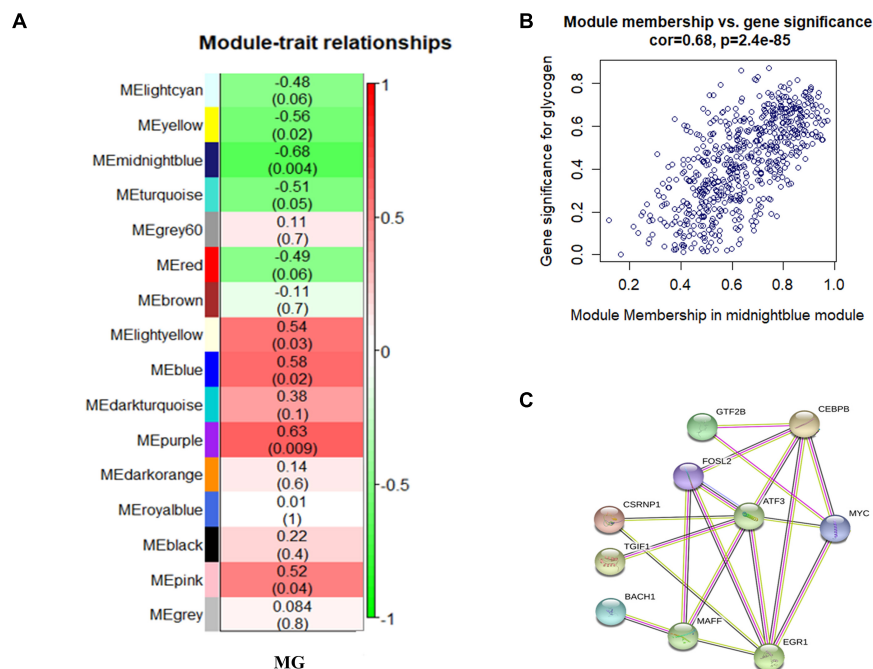 A
Module-trait relationships
MElightcyan
-0.48
(0.06)
MEyellow
-0.56
(0.02)
MEmidnightblue
-0.68
(0.004)
MEturquoise
-0.51
(0.05)
MEgrey60
0.11
(0.7)
MEred
-0.49
(0.06)
MEbrown
-0.11
(0.7)
MElightyellow
0.54
(0.03)
MEblue
0.58
(0.02)
MEdarkturquoise
0.38
(0.1)
MEpurple
0.63
(0.009)
MEdarkorange
0.14
(0.6)
MEroyalblue
0.01
(1)
MEblack
0.22
(0.4)
MEpink
0.52
(0.04)
MEgrey
0.084
(0.8)
1
0.5
0
-0.5
-1
MG
B
Module membership vs. gene significance
cor=0.68, p=2.4e-85
Gene significance for glycogen
0.8
0.6
0.4
0.2
0.0
0.2 0.4 0.6 0.8 1.0
Module Membership in midnightblue module
C
GTF2B
CEBPB
FOSL2
CSRNP1
ATF3
MYC
TGIF1
BACH1
MAFF
EGR1